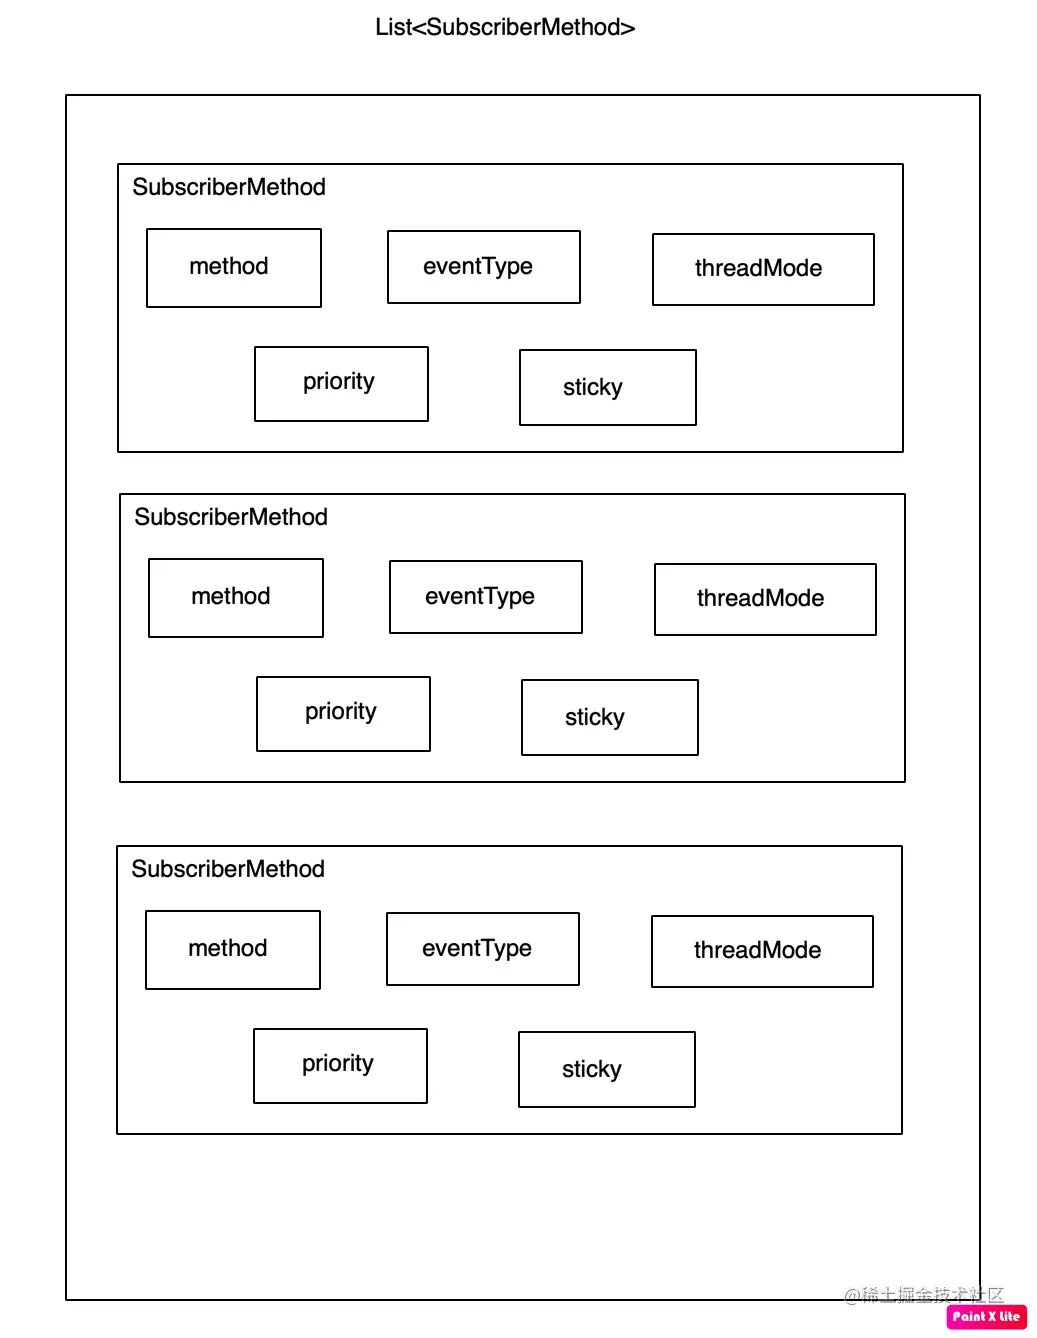 List<SubscriberMethod>
SubscriberMethod
method
eventType
threadMode
priority
sticky
SubscriberMethod
method
eventType
threadMode
priority
sticky
SubscriberMethod
method
eventType
threadMode
priority
sticky
@稀土掘金技术社区
Paint X Lite